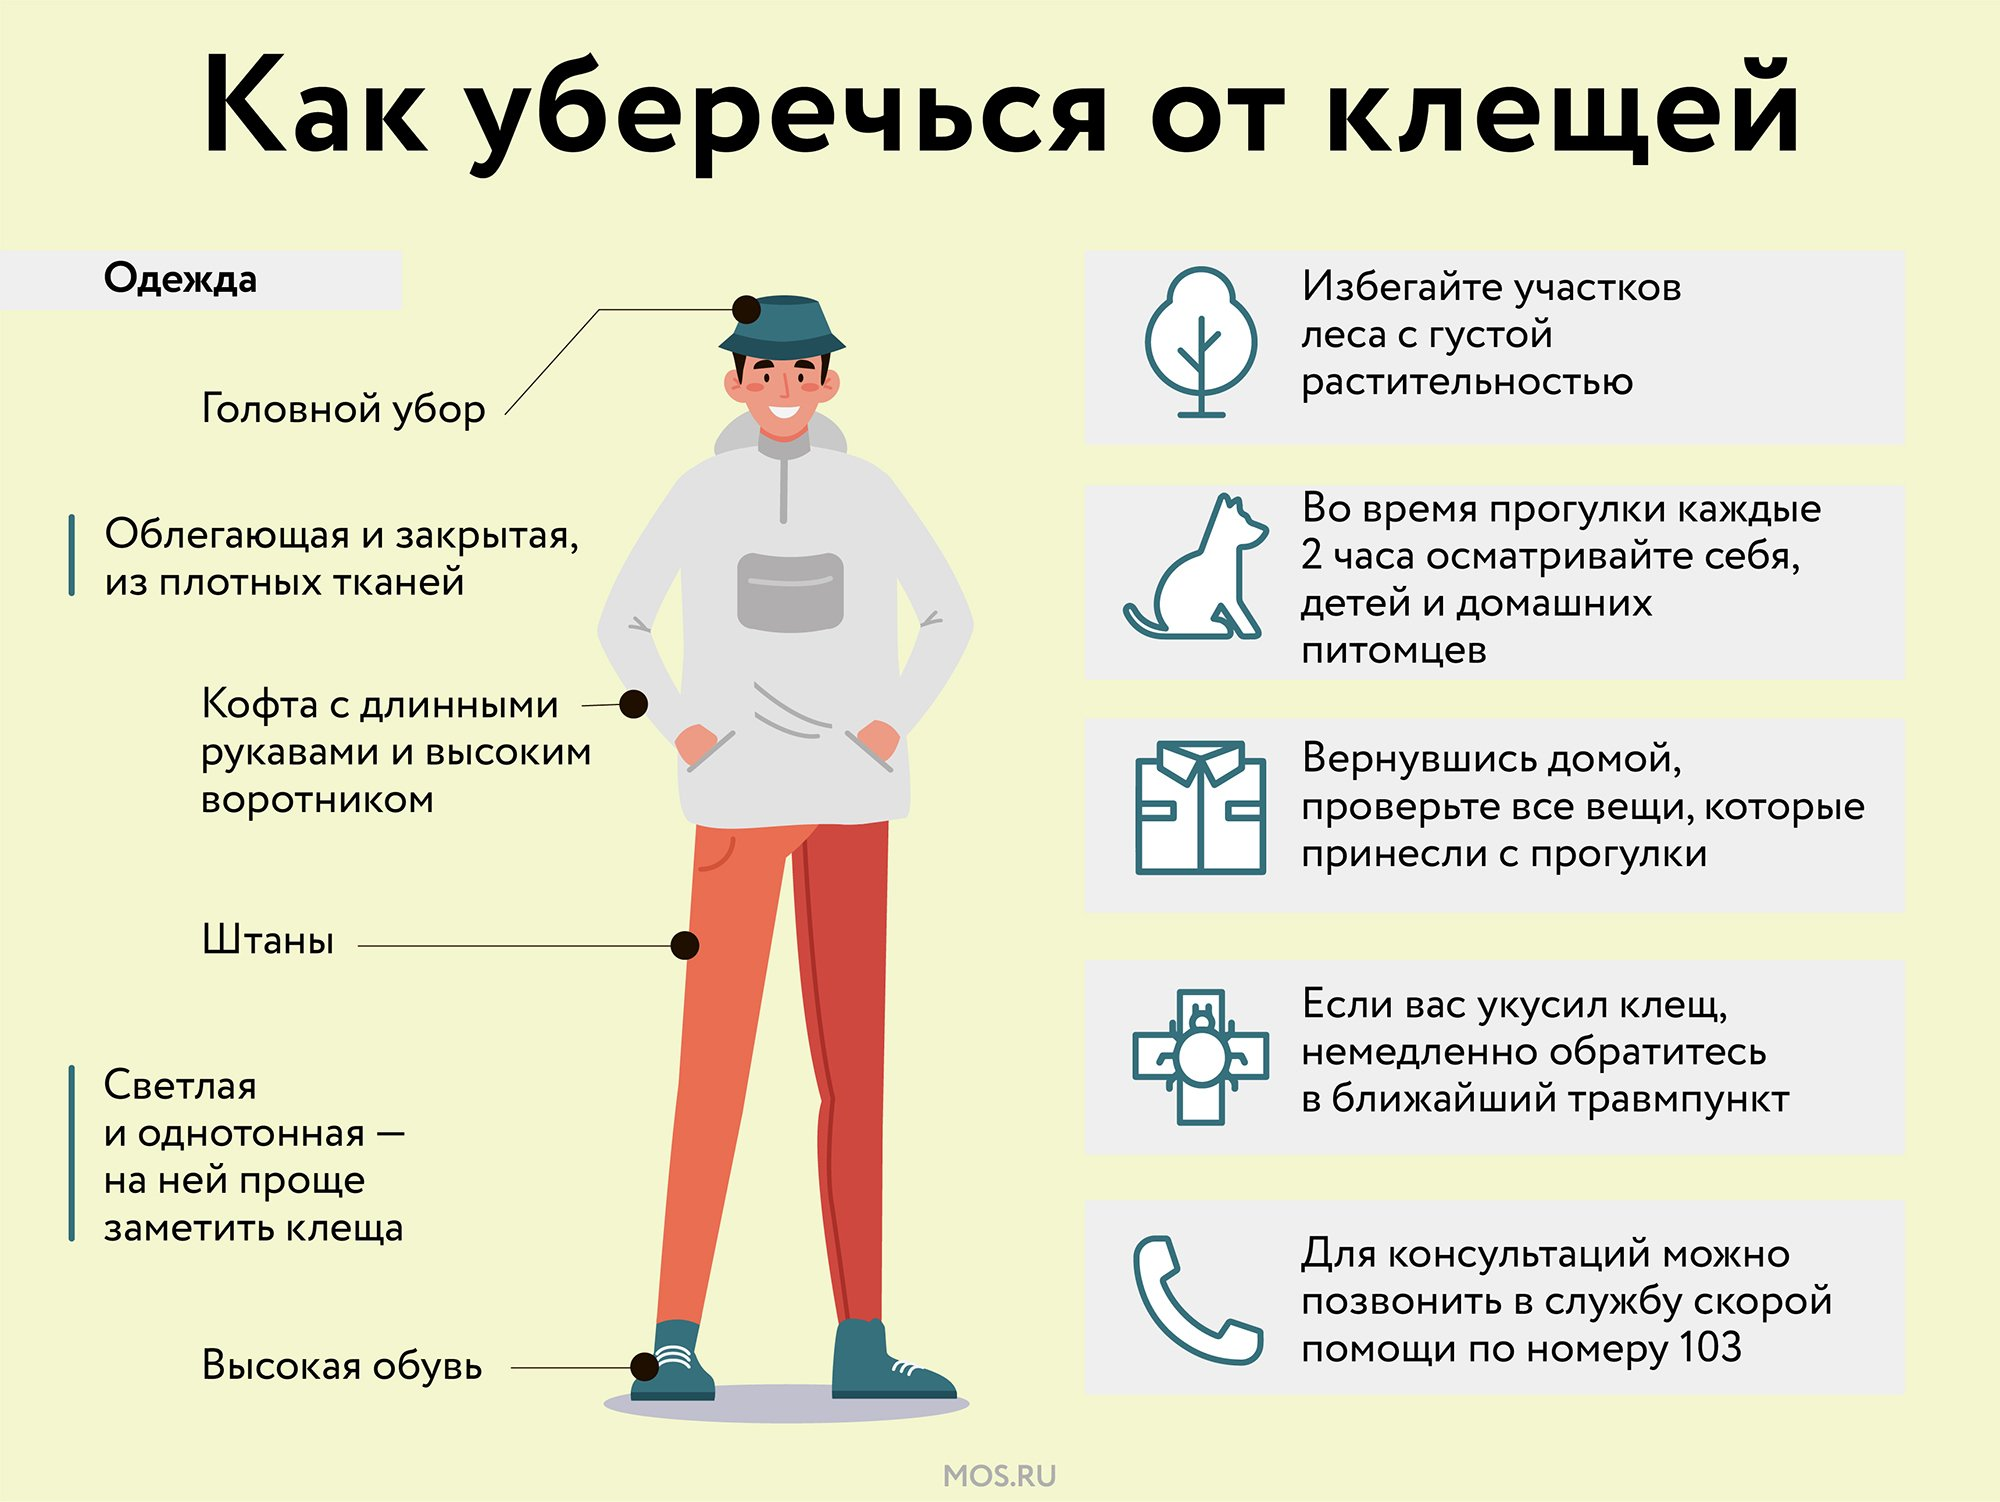 Как уберечься от клещей
Одежда
Головной убор
Облегающая и закрытая,
из плотных тканей
Кофта с длинными
рукавами и высоким
воротником
Штаны
Светлая
и однотонная —
на ней проще
заметить клеща
Высокая обувь
Избегайте участков
леса с густой
растительностью
Во время прогулки каждые
2 часа осматривайте себя,
детей и домашних
питомцев
Вернувшись домой,
проверьте все вещи, которые
принесли с прогулки
Если вас укусил клещ,
немедленно обратитесь
в ближайший травмпункт
Для консультаций можно
позвонить в службу скорой
помощи по номеру 103
MOS.RU